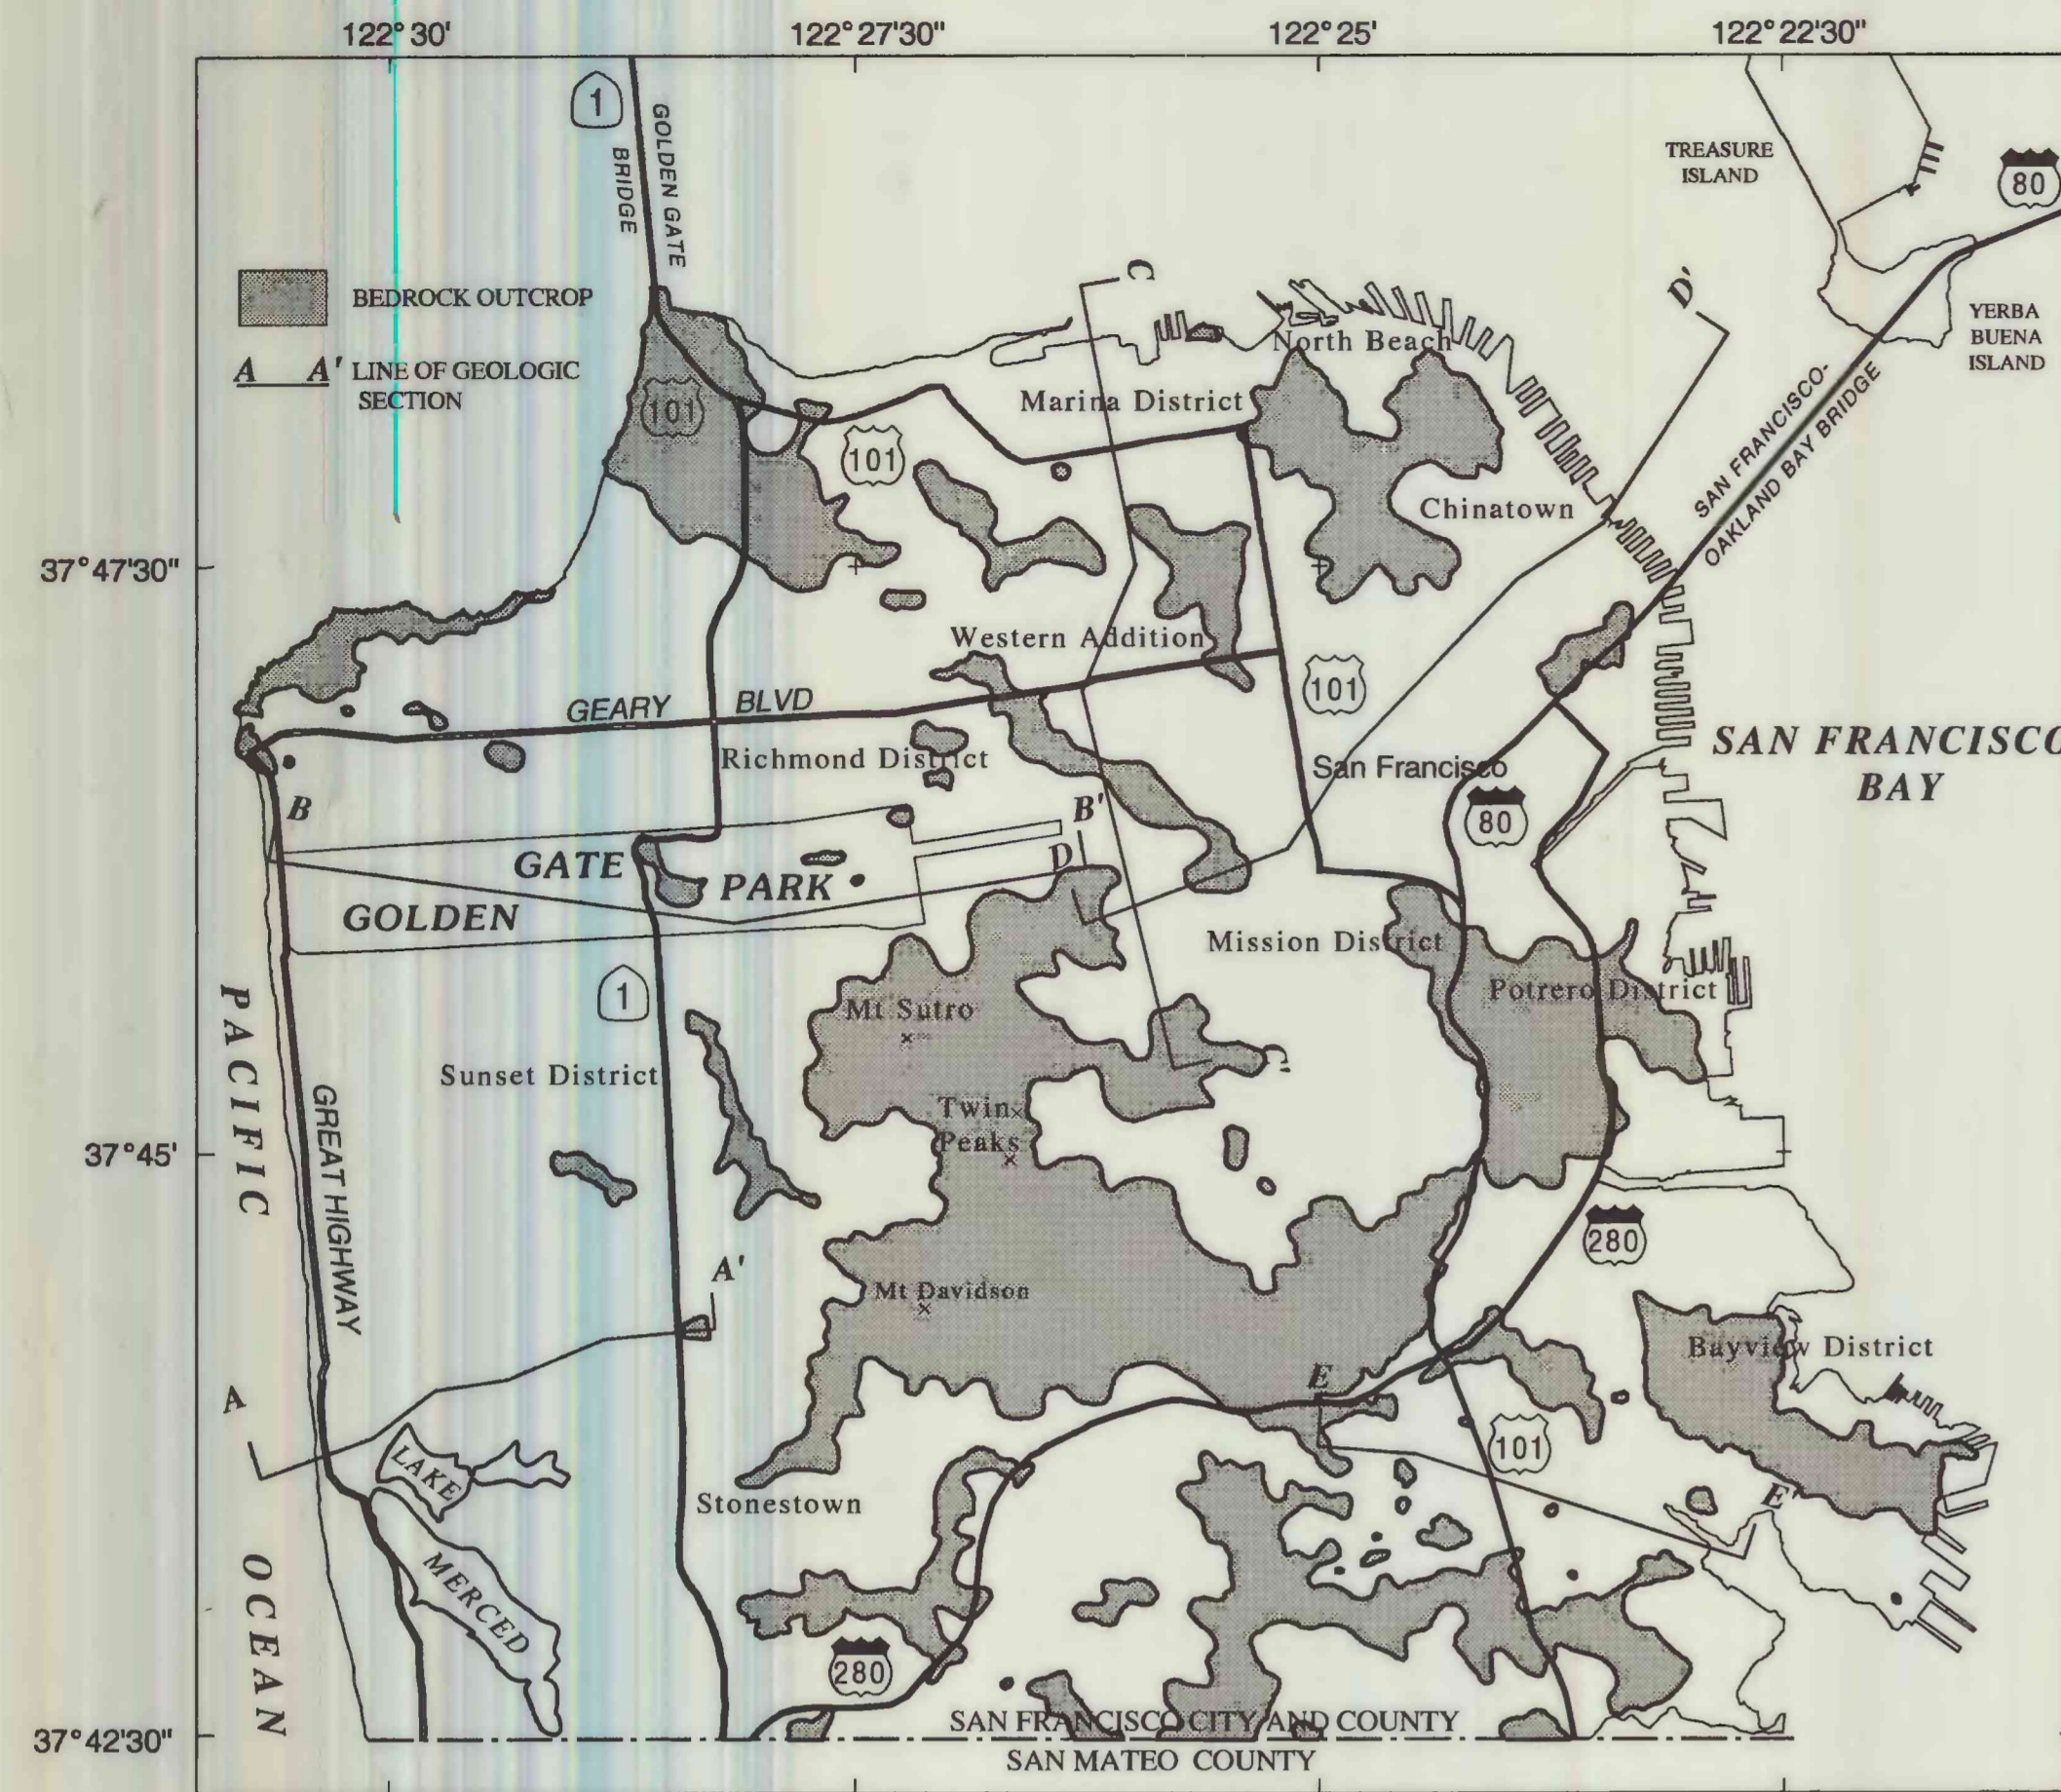 122°30'
122°27'30"
122°25'
122°22'30"
1
GOLDEN GATE
BRIDGE
TREASURE
ISLAND
80
C
D'
BEDROCK OUTCROP
YERBA
BUENA
ISLAND
North Beach
A A' LINE OF GEOLOGIC
SECTION
101
Marina District
SAN FRANCISCO-
OAKLAND BAY BRIDGE
101
Chinatown
37°47'30"
Western Addition
101
GEARY BLVD
SAN FRANCISCO
BAY
Richmond District
San Francisco
B
B'
80
D
GATE PARK
GOLDEN
Mission District
Potrero District
PACIFIC
1
Mt Sutro
C'
Sunset District
Twin
Peaks
GREAT HIGHWAY
37°45'
280
A'
Mt Davidson
Bayview District
E
A
101
LAKE
Stonestown
E'
MERCED
OCEAN
280
SAN FRANCISCO CITY AND COUNTY
37°42'30"
SAN MATEO COUNTY